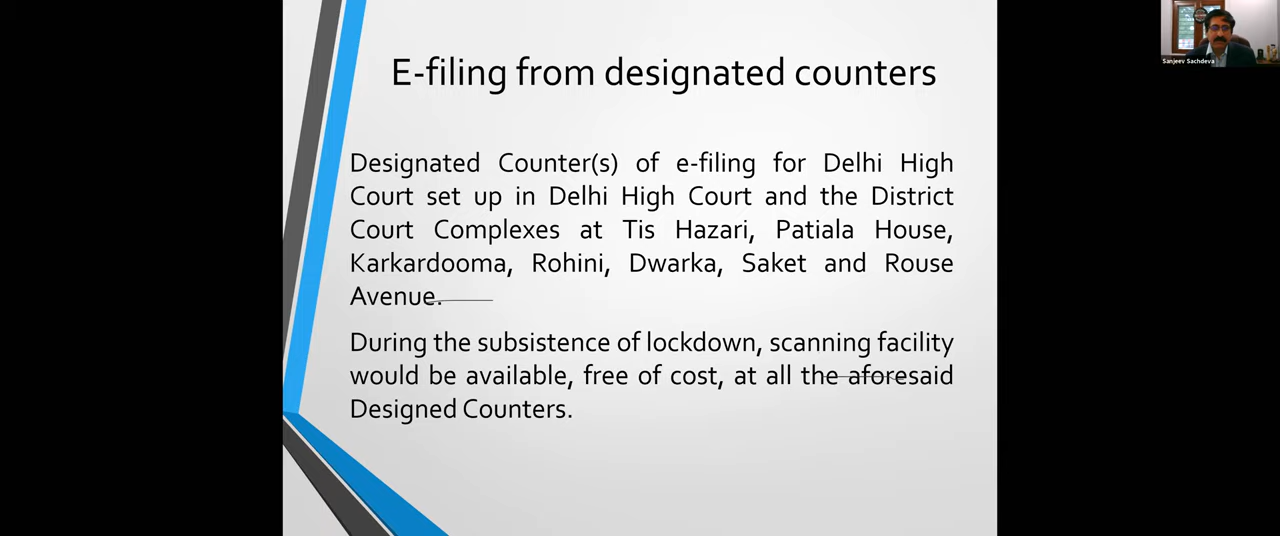 E-filing from designated counters
Designated Counter(s) of e-filing for Delhi High
Court set up in Delhi High Court and the District
Court Complexes at Tis Hazari, Patiala House,
Karkardooma, Rohini, Dwarka, Saket and Rouse
Avenue.
During the subsistence of lockdown, scanning facility
would be available, free of cost, at all the aforesaid
Designed Counters.
Sanjeev Sachdeva